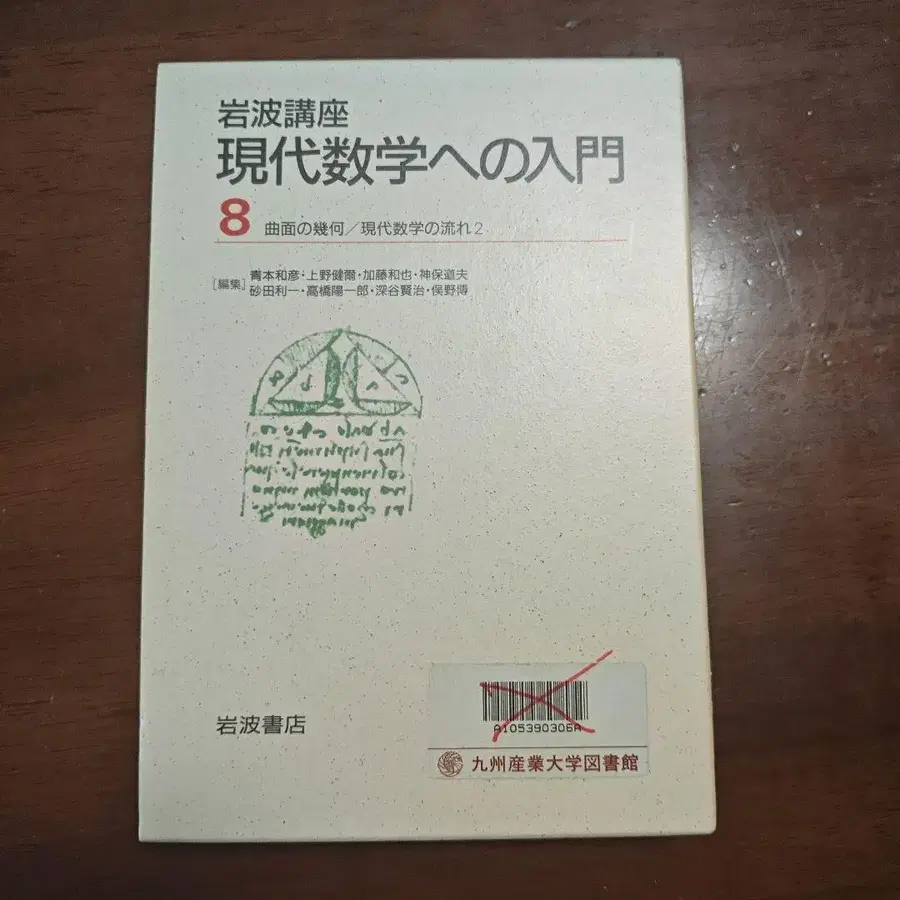 岩波講座
現代数学への入門
8 曲面の幾何/現代数学の流れ2
[編集] 青本和彦・上野健爾・加藤和也・神保道夫
砂田利一・高橋陽一郎・深谷賢治・俣野博
岩波書店
A105390306A
九州産業大学図書館